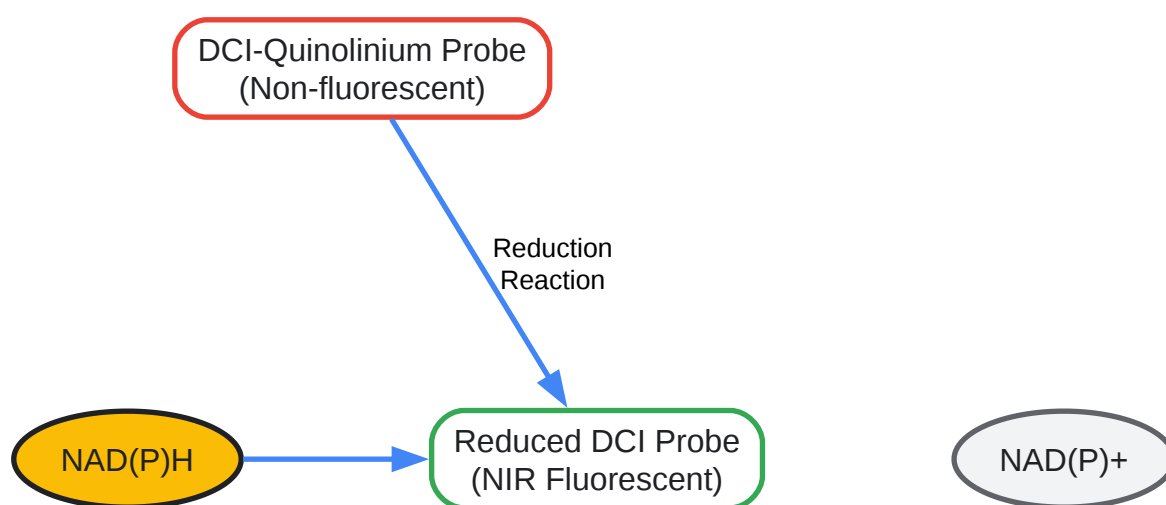 DCI-Quinolinium Probe
(Non-fluorescent)
Reduction
Reaction
NAD(P)H
Reduced DCI Probe
(NIR Fluorescent)
NAD(P)+